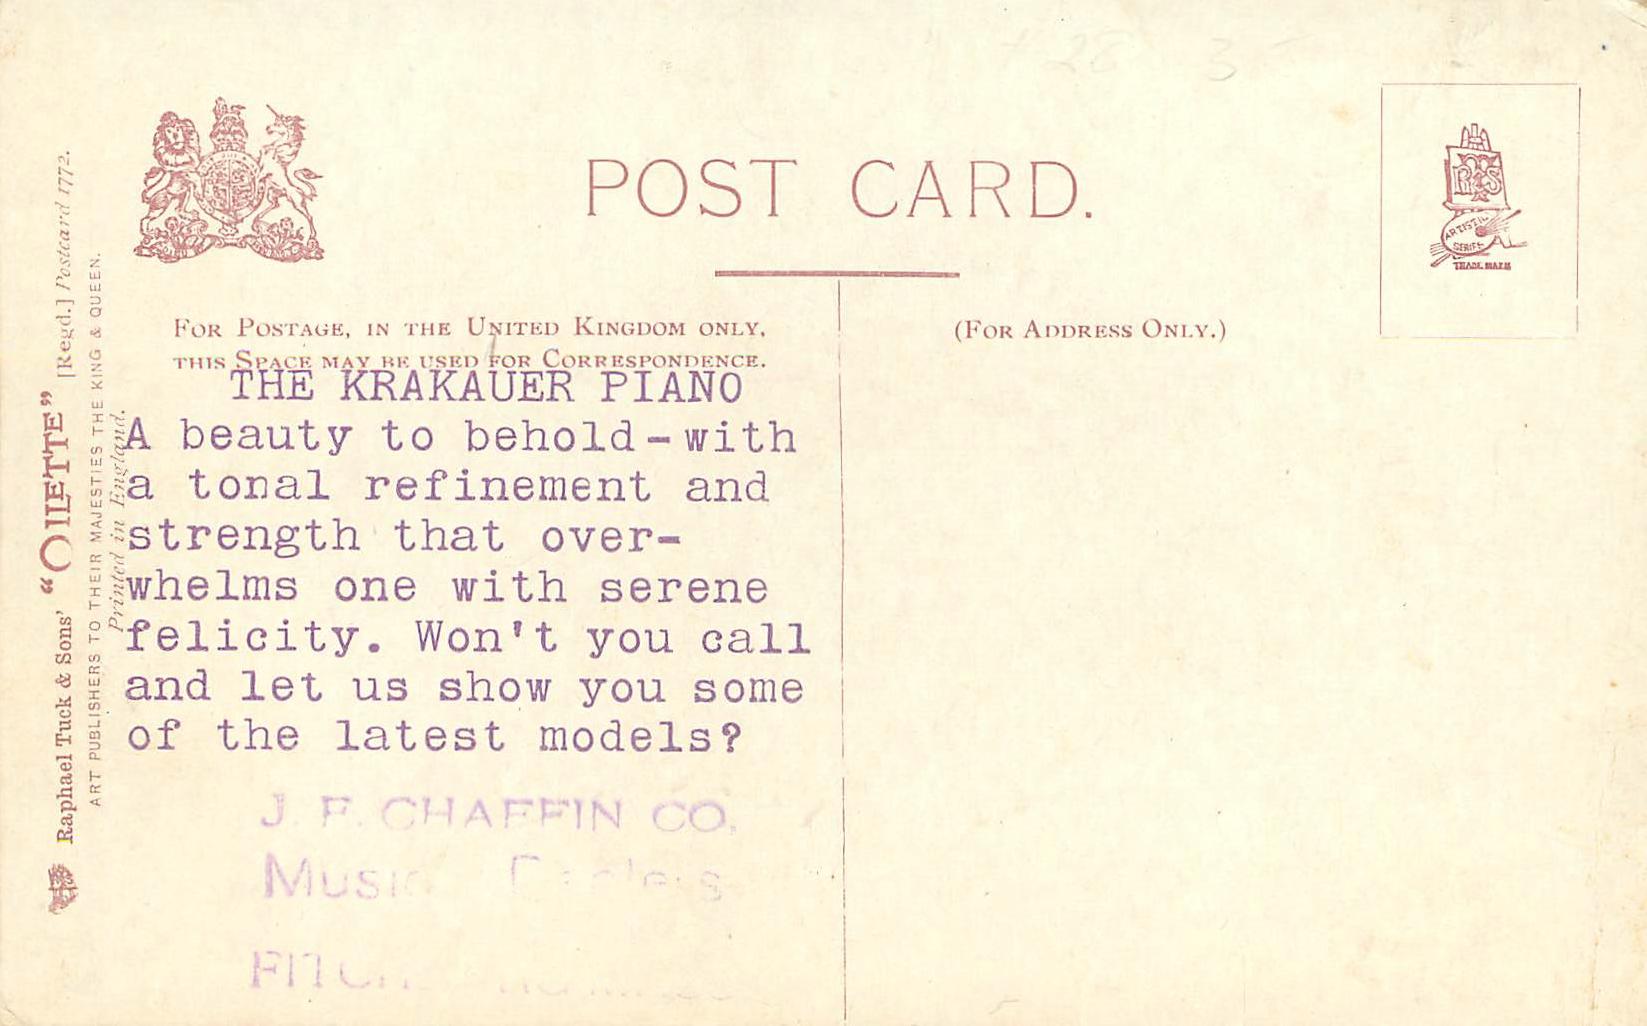 POST CARD.
FOR POSTAGE, IN THE UNITED KINGDOM ONLY,
THIS SPACE MAY BE USED FOR CORRESPONDENCE.
(FOR ADDRESS ONLY.)
THE KRAKAUER PIANO
A beauty to behold-with
a tonal refinement and
strength that over-
whelms one with serene
felicity. Won't you call
and let us show you some
of the latest models?
J. F. CHAFFIN CO.
Raphael Tuck & Sons' "OILETTE" [Regd.] Postcard 1772.
ART PUBLISHERS TO THEIR MAJESTIES THE KING & QUEEN.
Printed in England.
ARTISTIC
SERIES
TRADE MARK
28 3